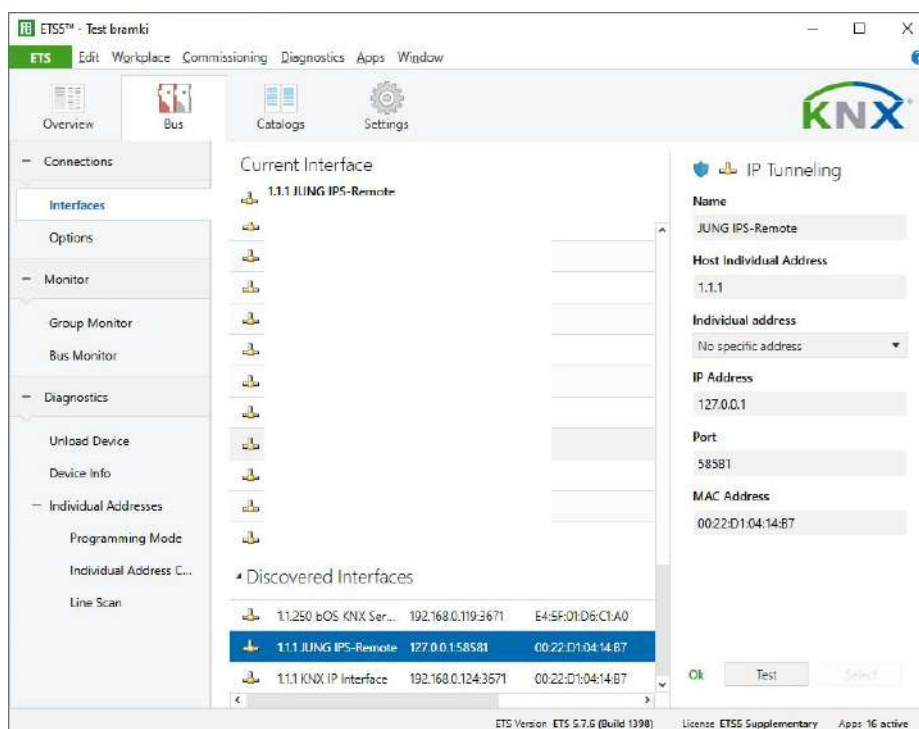 ETS5™ - Test bramki
ETS Edit Workplace Commissioning Diagnostics Apps Window
Overview Bus Catalogs Settings
KNX
Connections
Interfaces
Options
Monitor
Group Monitor
Bus Monitor
Diagnostics
Unload Device
Device Info
Individual Addresses
Programming Mode
Individual Address C...
Line Scan
Current Interface
1.1.1 JUNG IPS-Remote
Discovered Interfaces
1.1.250 bOS KNX Ser... 192.168.0.119:3671 E4:5F:01:D6:C1:A0
1.1.1 JUNG IPS-Remote 127.0.0.1:58581 00:22:D1:04:14:B7
1.1.1 KNX IP Interface 192.168.0.124:3671 00:22:D1:04:14:B7
IP Tunneling
Name
JUNG IPS-Remote
Host Individual Address
1.1.1
Individual address
No specific address
IP Address
127.0.0.1
Port
58581
MAC Address
00:22:D1:04:14:B7
Ok Test Select
ETS Version ETS 5.7.6 (Build 1398) License ETS5 Supplementary Apps 16 active